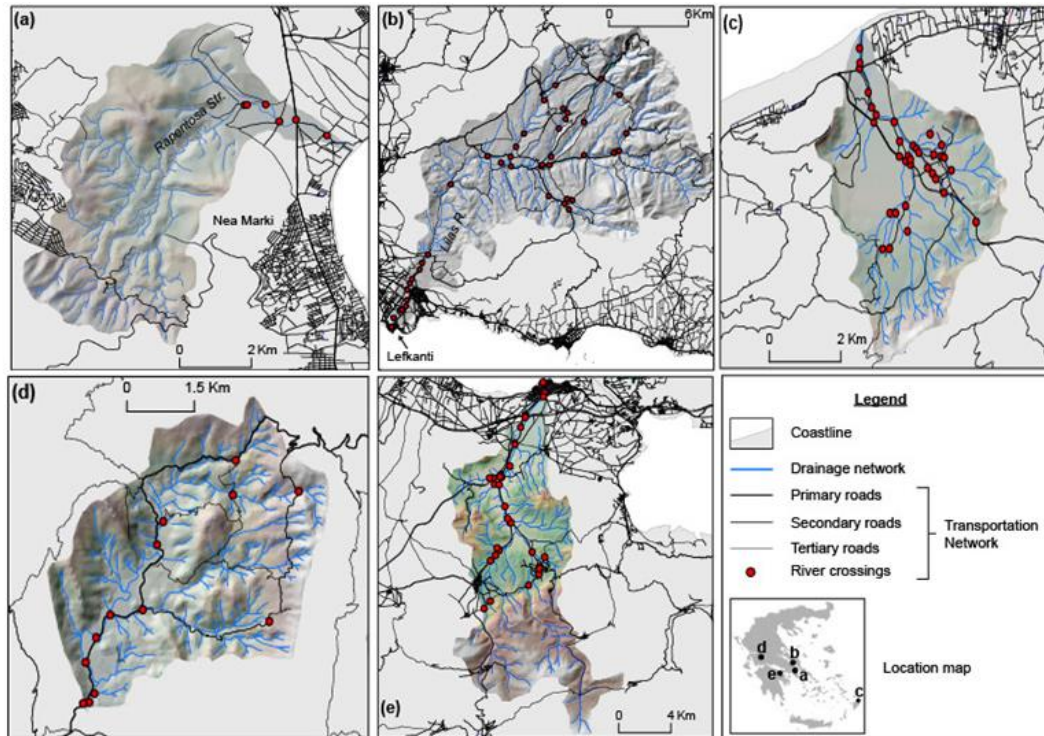 (a)
Rapentosa Str.
Nea Marki
0 2 Km
(b)
0 6 Km
Lilas R.
Lefkanti
(c)
0 2 Km
(d)
0 1.5 Km
(e)
0 4 Km
Legend
Coastline
Drainage network
Primary roads
Secondary roads
Tertiary roads
River crossings
Transportation
Network
d
b
e
a
c
Location map